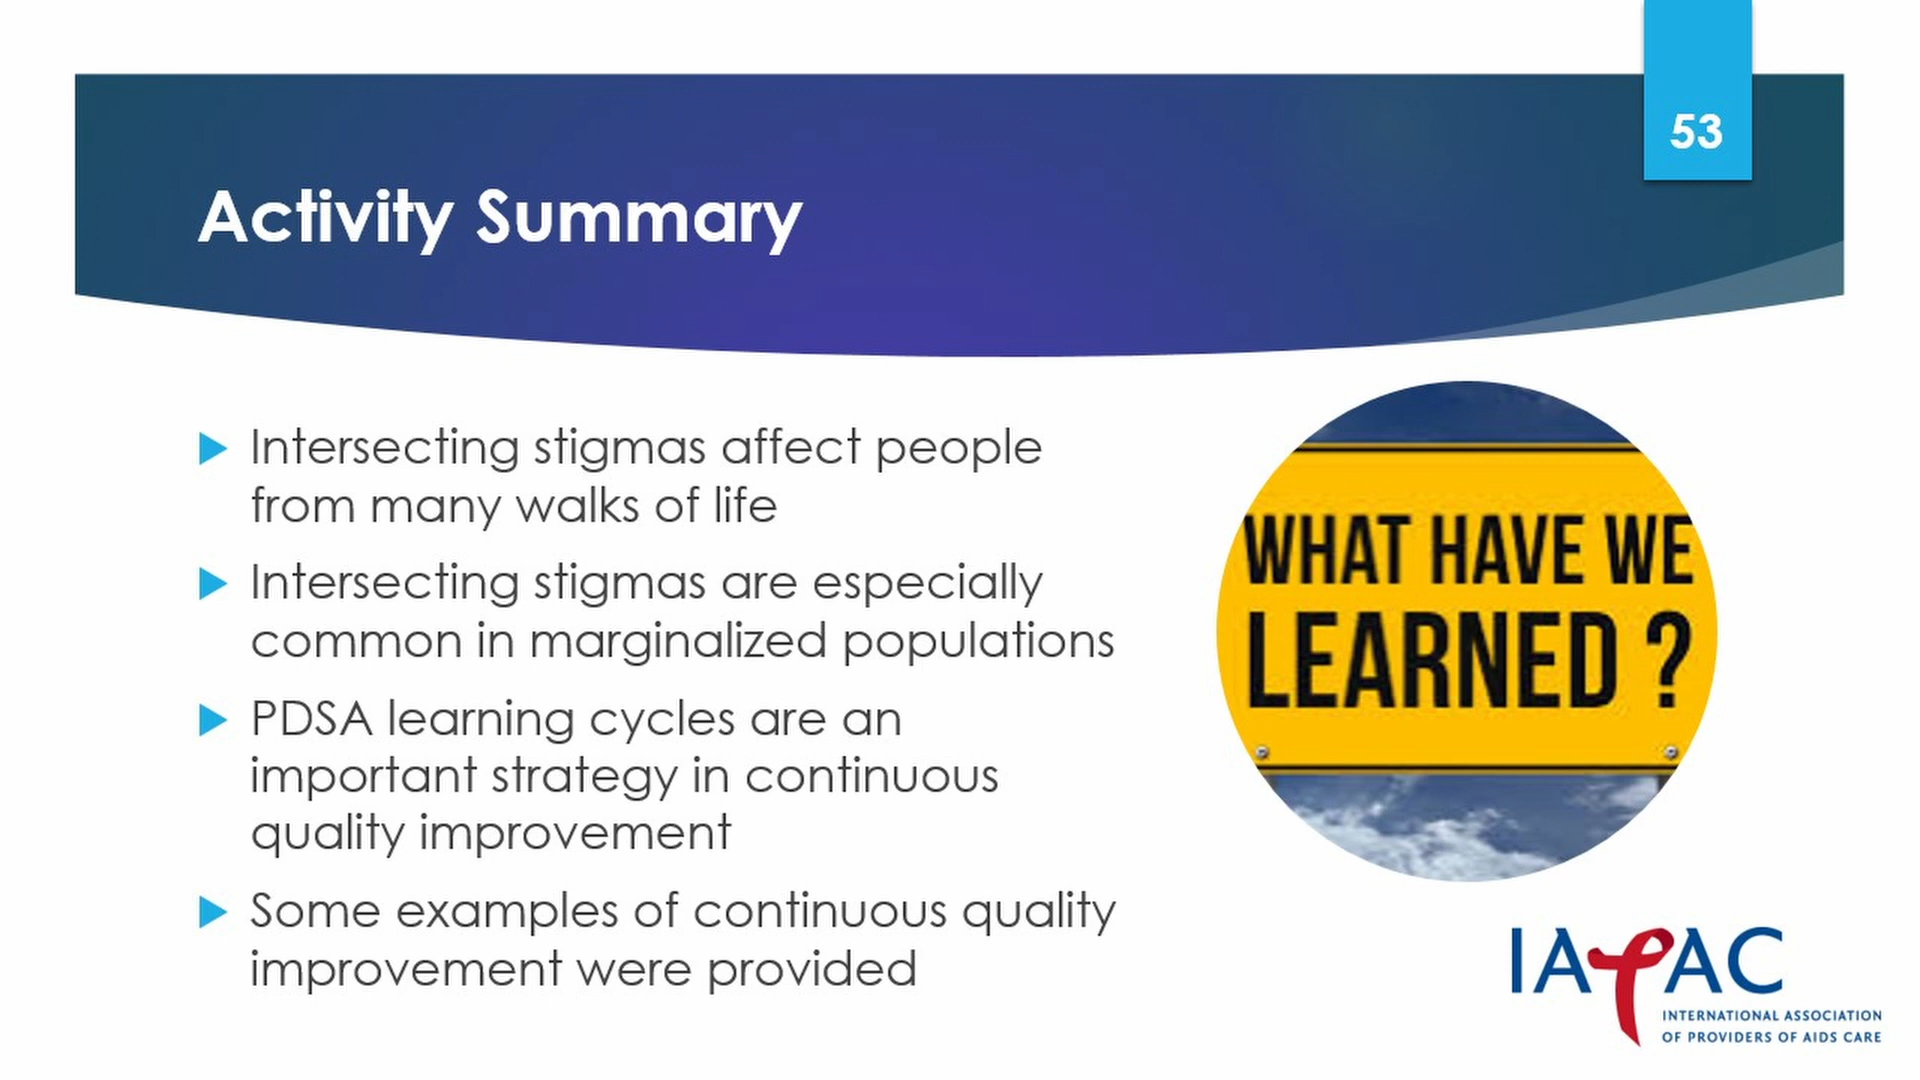 53
Activity Summary
Intersecting stigmas affect people
from many walks of life
Intersecting stigmas are especially
common in marginalized populations
PDSA learning cycles are an
important strategy in continuous
quality improvement
Some examples of continuous quality
improvement were provided
WHAT HAVE WE
LEARNED ?
IAPAC
INTERNATIONAL ASSOCIATION
OF PROVIDERS OF AIDS CARE